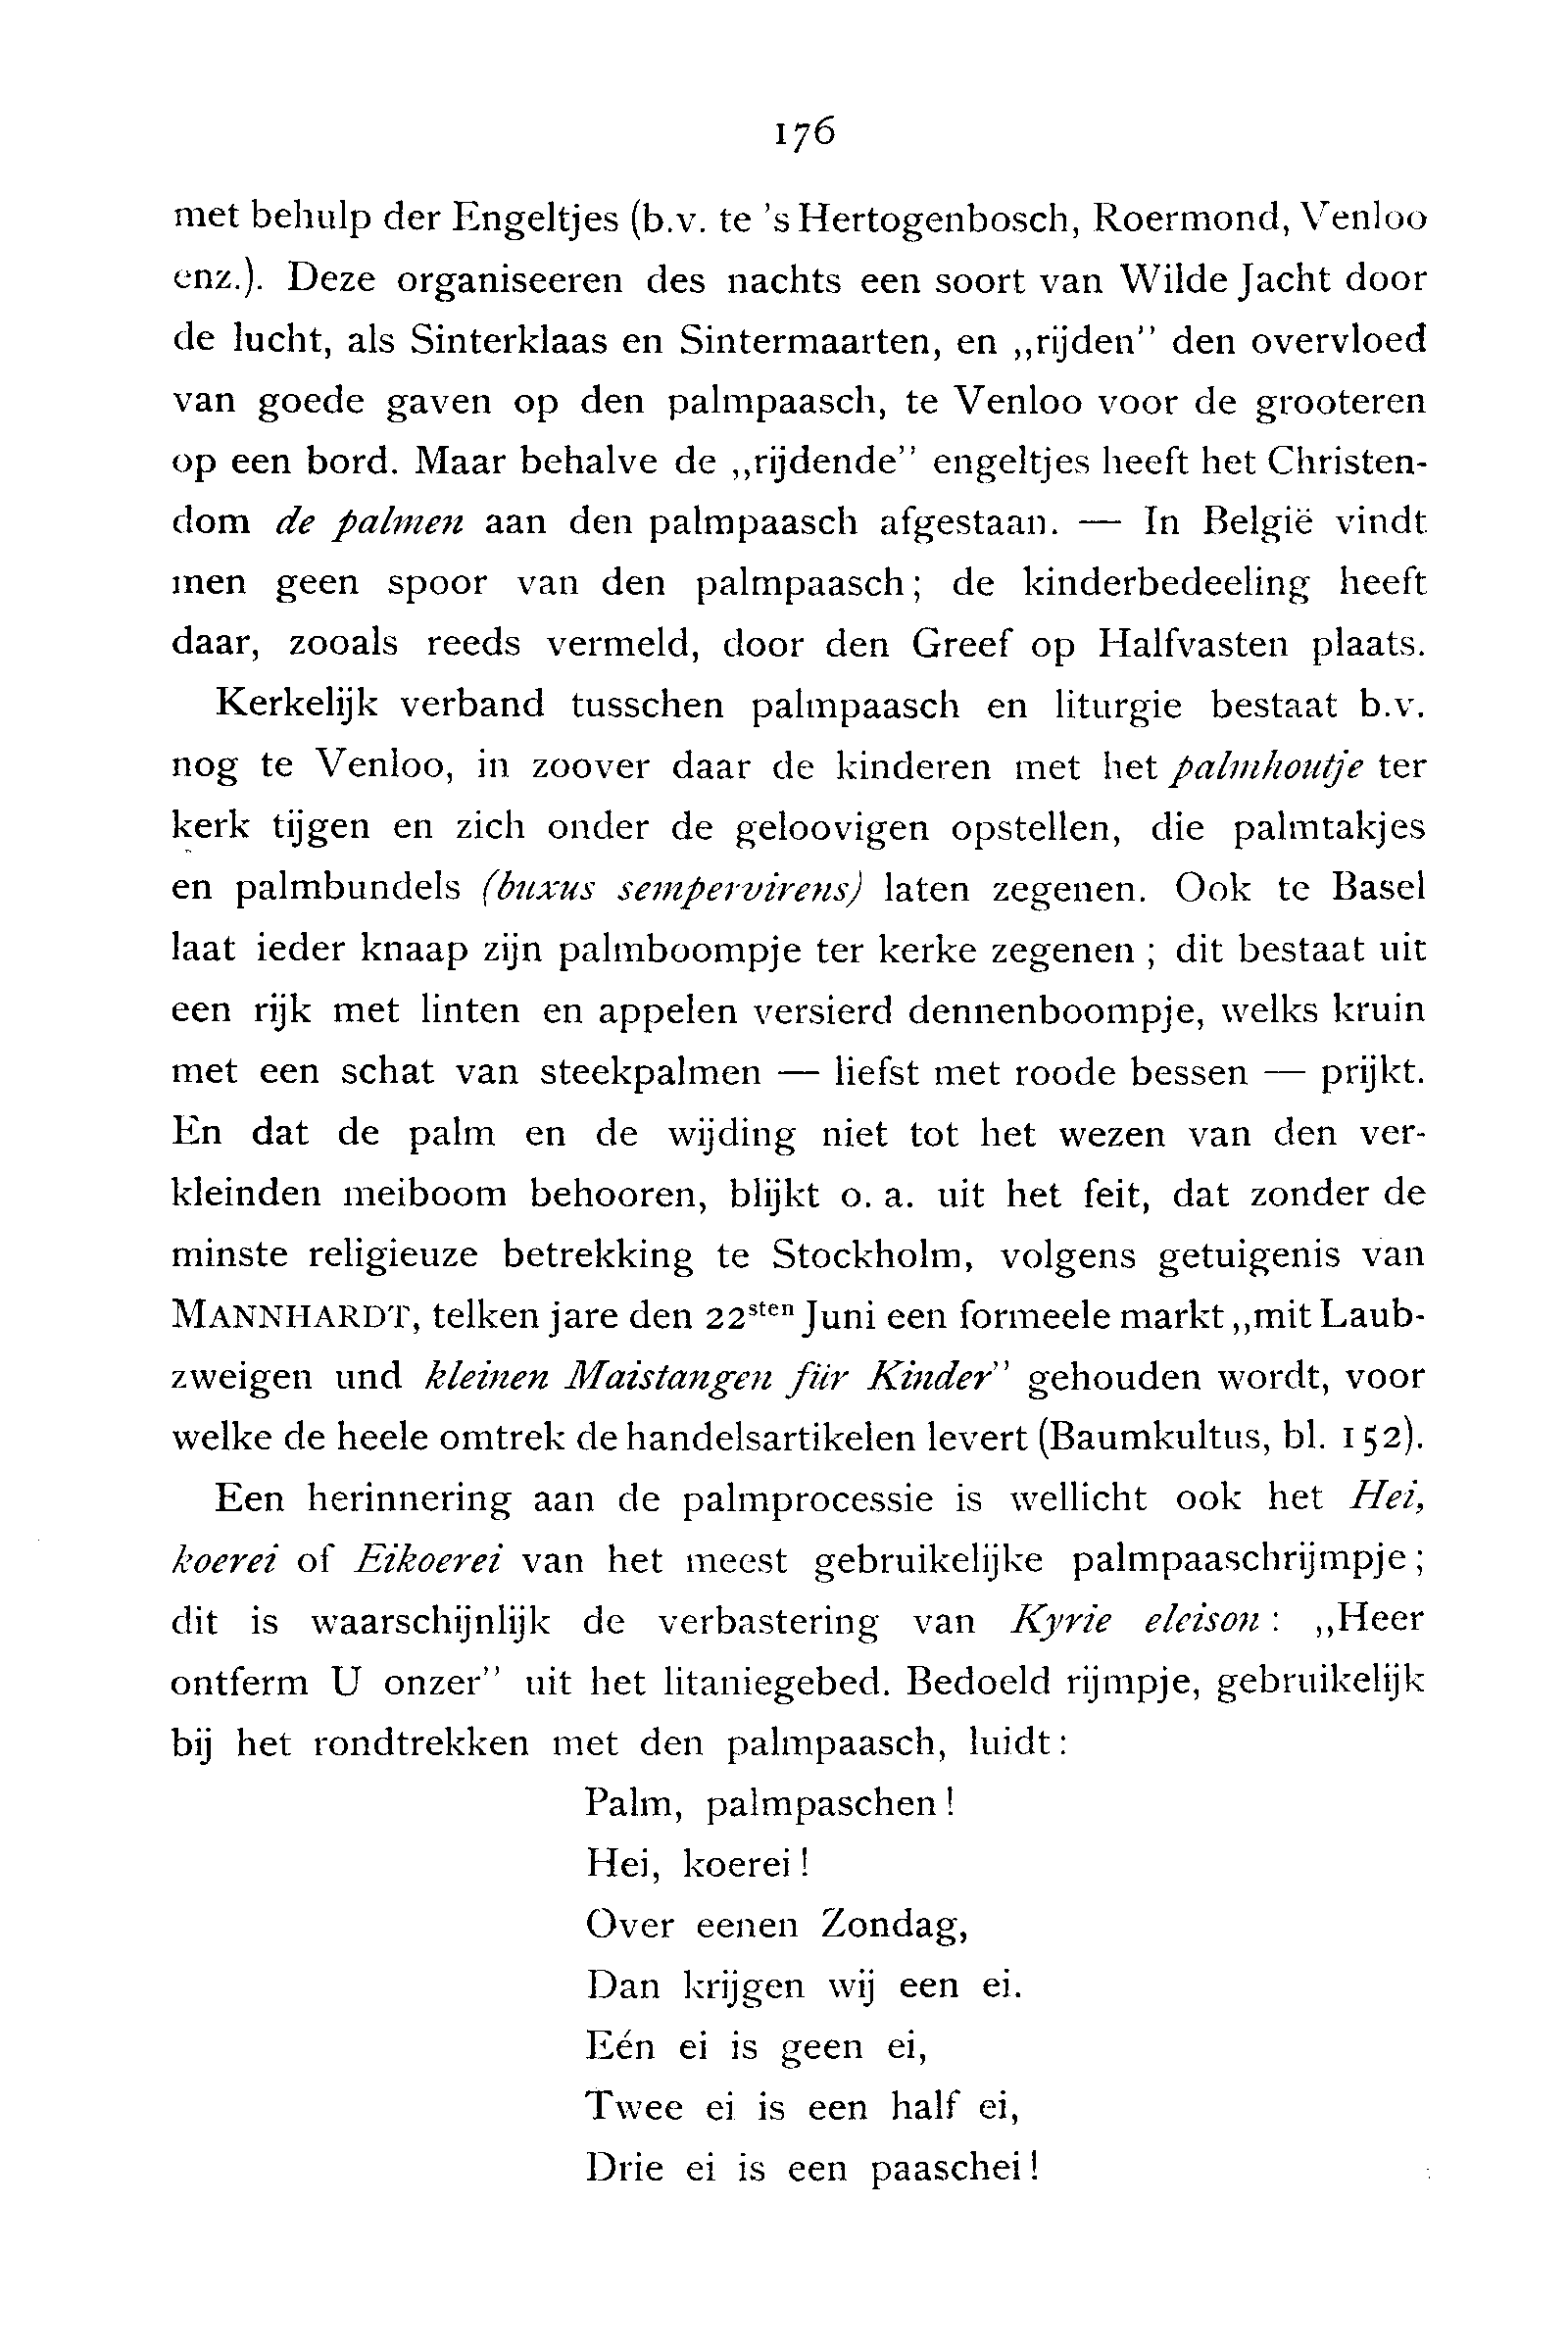 176
met behulp der Engeltjes (b.v. te 's Hertogenbosch, Roermond, Venloo
enz.). Deze organiseeren des nachts een soort van Wilde Jacht door
de lucht, als Sinterklaas en Sintermaarten, en „rijden” den overvloed
van goede gaven op den palmpaasch, te Venloo voor de grooteren
op een bord. Maar behalve de „rijdende” engeltjes heeft het Christen-
dom de palmen aan den palmpaasch afgestaan. — In België vindt
men geen spoor van den palmpaasch; de kinderbedeeling heeft
daar, zooals reeds vermeld, door den Greef op Halfvasten plaats.
Kerkelijk verband tusschen palmpaasch en liturgie bestaat b.v.
nog te Venloo, in zoover daar de kinderen met het palmhoutje ter
kerk tijgen en zich onder de geloovigen opstellen, die palmtakjes
en palmbundels (buxus sempervirens) laten zegenen. Ook te Basel
laat ieder knaap zijn palmboompje ter kerke zegenen ; dit bestaat uit
een rijk met linten en appelen versierd dennenboompje, welks kruin
met een schat van steekpalmen — liefst met roode bessen — prijkt.
En dat de palm en de wijding niet tot het wezen van den ver-
kleinden meiboom behooren, blijkt o. a. uit het feit, dat zonder de
minste religieuze betrekking te Stockholm, volgens getuigenis van
MANNHARDT, telken jare den 22sten Juni een formeele markt „mit Laub-
zweigen und kleinen Maistangen für Kinder” gehouden wordt, voor
welke de heele omtrek de handelsartikelen levert (Baumkultus, bl. 152).
Een herinnering aan de palmprocessie is wellicht ook het Hei,
koerei of Eikoerei van het meest gebruikelijke palmpaaschrijmpje;
dit is waarschijnlijk de verbastering van Kyrie eleison: „Heer
ontferm U onzer” uit het litaniegebed. Bedoeld rijmpje, gebruikelijk
bij het rondtrekken met den palmpaasch, luidt:
Palm, palmpaschen!
Hei, koerei!
Over eenen Zondag,
Dan krijgen wij een ei.
Eén ei is geen ei,
Twee ei is een half ei,
Drie ei is een paaschei!